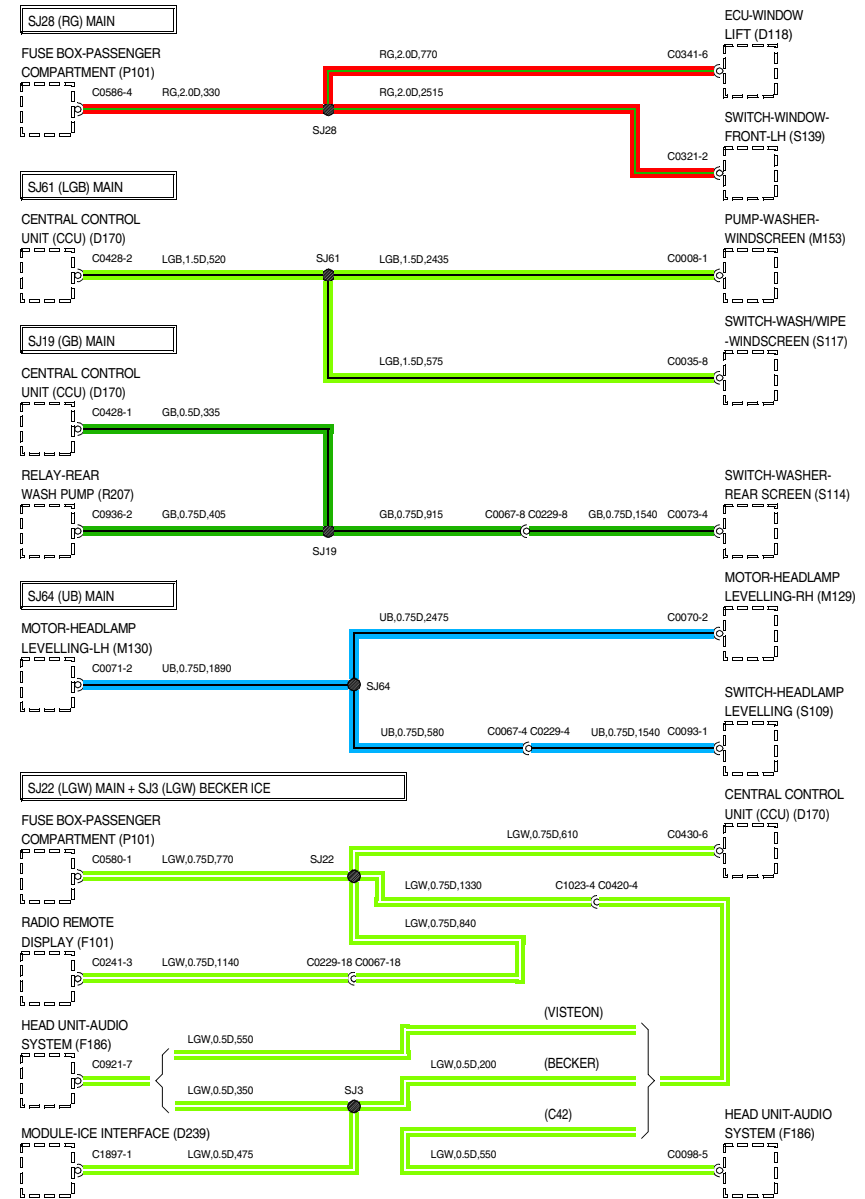 SJ28 (RG) MAIN
FUSE BOX-PASSENGER
COMPARTMENT (P101)
C0586-4
RG,2.0D,330
SJ28
RG,2.0D,770
C0341-6
ECU-WINDOW
LIFT (D118)
RG,2.0D,2515
C0321-2
SWITCH-WINDOW-
FRONT-LH (S139)
SJ61 (LGB) MAIN
CENTRAL CONTROL
UNIT (CCU) (D170)
C0428-2
LGB,1.5D,520
SJ61
LGB,1.5D,2435
C0008-1
PUMP-WASHER-
WINDSCREEN (M153)
LGB,1.5D,575
C0035-8
SWITCH-WASH/WIPE
-WINDSCREEN (S117)
SJ19 (GB) MAIN
CENTRAL CONTROL
UNIT (CCU) (D170)
C0428-1
GB,0.5D,335
RELAY-REAR
WASH PUMP (R207)
C0936-2
GB,0.75D,405
SJ19
GB,0.75D,915
C0067-8 C0229-8
GB,0.75D,1540
C0073-4
SWITCH-WASHER-
REAR SCREEN (S114)
SJ64 (UB) MAIN
MOTOR-HEADLAMP
LEVELLING-LH (M130)
C0071-2
UB,0.75D,1890
SJ64
UB,0.75D,2475
C0070-2
MOTOR-HEADLAMP
LEVELLING-RH (M129)
UB,0.75D,580
C0067-4 C0229-4
UB,0.75D,1540
C0093-1
SWITCH-HEADLAMP
LEVELLING (S109)
SJ22 (LGW) MAIN + SJ3 (LGW) BECKER ICE
FUSE BOX-PASSENGER
COMPARTMENT (P101)
C0580-1
LGW,0.75D,770
SJ22
LGW,0.75D,610
C0430-6
CENTRAL CONTROL
UNIT (CCU) (D170)
LGW,0.75D,1330
C1023-4 C0420-4
LGW,0.75D,840
RADIO REMOTE
DISPLAY (F101)
C0241-3
LGW,0.75D,1140
C0229-18 C0067-18
HEAD UNIT-AUDIO
SYSTEM (F186)
C0921-7
LGW,0.5D,550
(VISTEON)
LGW,0.5D,350
SJ3
LGW,0.5D,200
(BECKER)
(C42)
MODULE-ICE INTERFACE (D239)
C1897-1
LGW,0.5D,475
LGW,0.5D,550
C0098-5
HEAD UNIT-AUDIO
SYSTEM (F186)